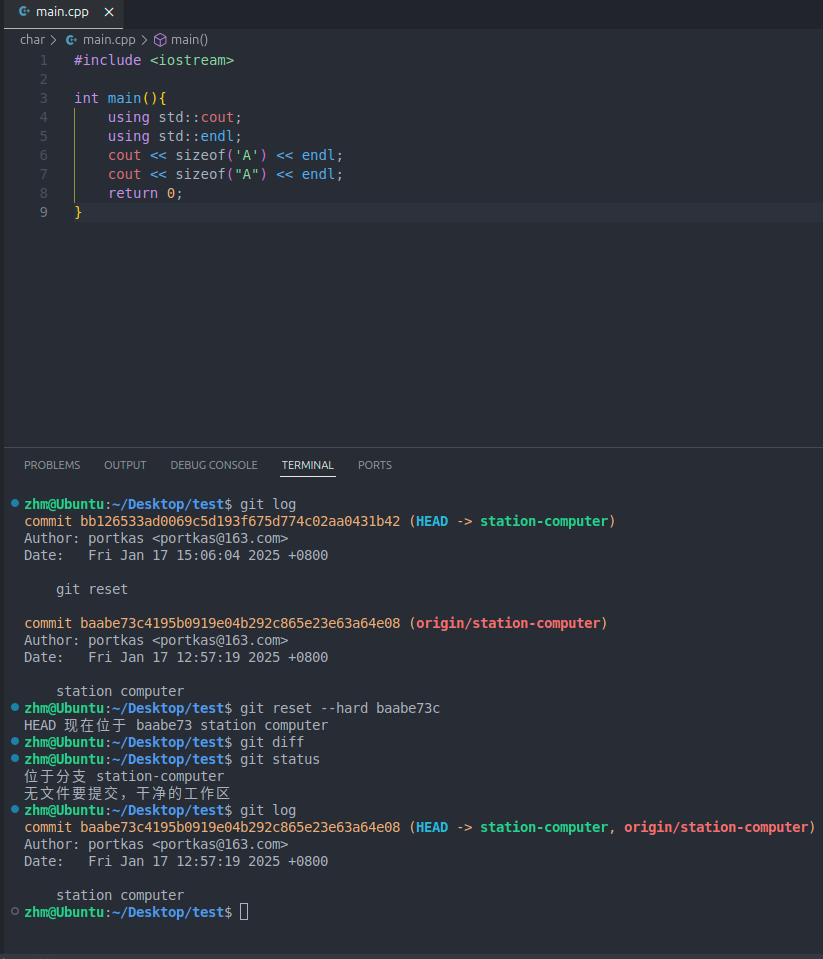 main.cpp
char > main.cpp > main()
1 #include <iostream>
2
3 int main(){
4     using std::cout;
5     using std::endl;
6     cout << sizeof('A') << endl;
7     cout << sizeof("A") << endl;
8     return 0;
9 }
PROBLEMS OUTPUT DEBUG CONSOLE TERMINAL PORTS
zhm@Ubuntu:~/Desktop/test$ git log
commit bb126533ad0069c5d193f675d774c02aa0431b42 (HEAD -> station-computer)
Author: portkas <portkas@163.com>
Date:   Fri Jan 17 15:06:04 2025 +0800
    git reset
commit baabe73c4195b0919e04b292c865e23e63a64e08 (origin/station-computer)
Author: portkas <portkas@163.com>
Date:   Fri Jan 17 12:57:19 2025 +0800
    station computer
zhm@Ubuntu:~/Desktop/test$ git reset --hard baabe73c
HEAD 现在位于 baabe73 station computer
zhm@Ubuntu:~/Desktop/test$ git diff
zhm@Ubuntu:~/Desktop/test$ git status
位于分支 station-computer
无文件要提交，干净的工作区
zhm@Ubuntu:~/Desktop/test$ git log
commit baabe73c4195b0919e04b292c865e23e63a64e08 (HEAD -> station-computer, origin/station-computer)
Author: portkas <portkas@163.com>
Date:   Fri Jan 17 12:57:19 2025 +0800
    station computer
zhm@Ubuntu:~/Desktop/test$